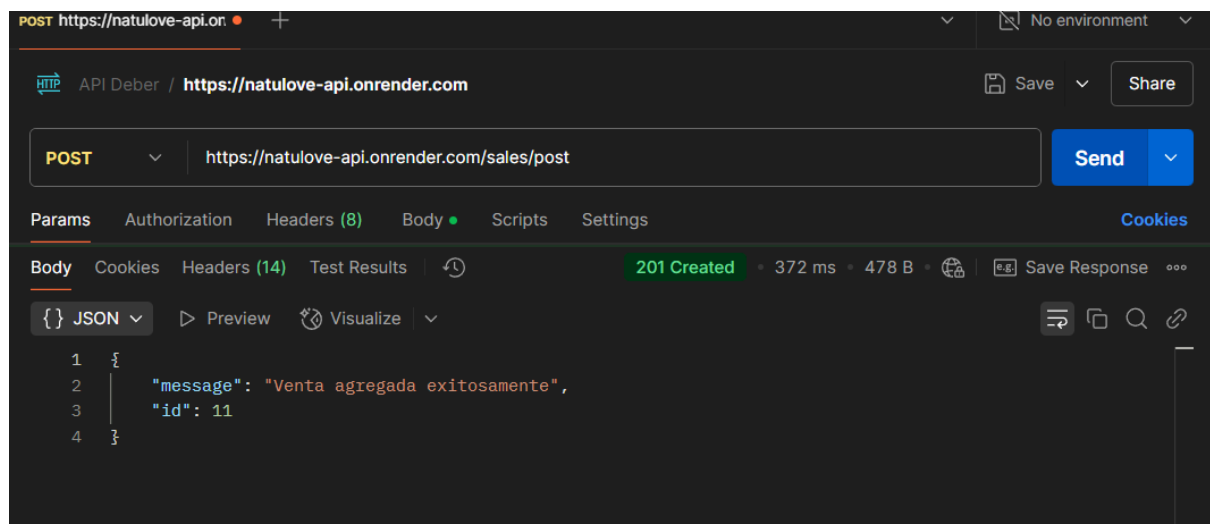 POST https://natulove-api.on
No environment
HTTP API Deber / https://natulove-api.onrender.com
Save
Share
POST https://natulove-api.onrender.com/sales/post
Send
Params Authorization Headers (8) Body Scripts Settings Cookies
Body Cookies Headers (14) Test Results 201 Created 372 ms 478 B e.g. Save Response
{} JSON Preview Visualize
1 {
2 "message": "Venta agregada exitosamente",
3 "id": 11
4 }